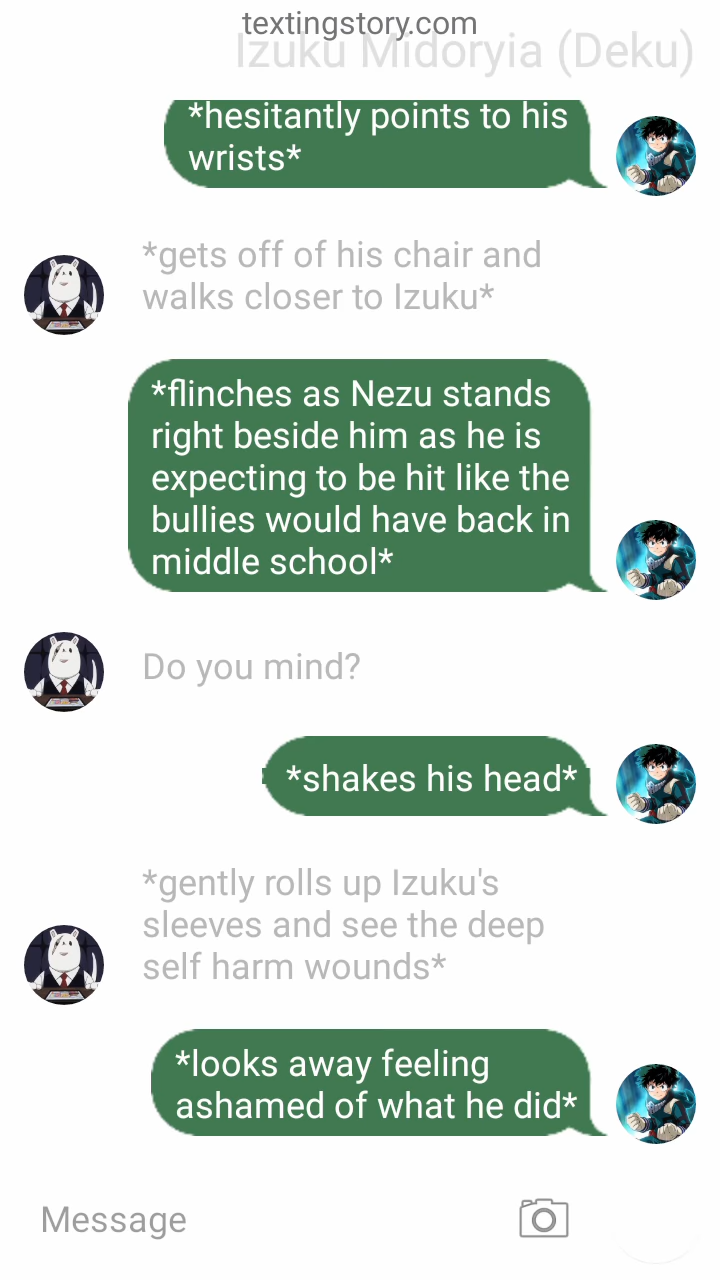 textingstory.com
Izuku Midoryia (Deku)
*hesitantly points to his
wrists*
*gets off of his chair and
walks closer to Izuku*
*flinches as Nezu stands
right beside him as he is
expecting to be hit like the
bullies would have back in
middle school*
Do you mind?
*shakes his head*
*gently rolls up Izuku's
sleeves and see the deep
self harm wounds*
*looks away feeling
ashamed of what he did*
Message